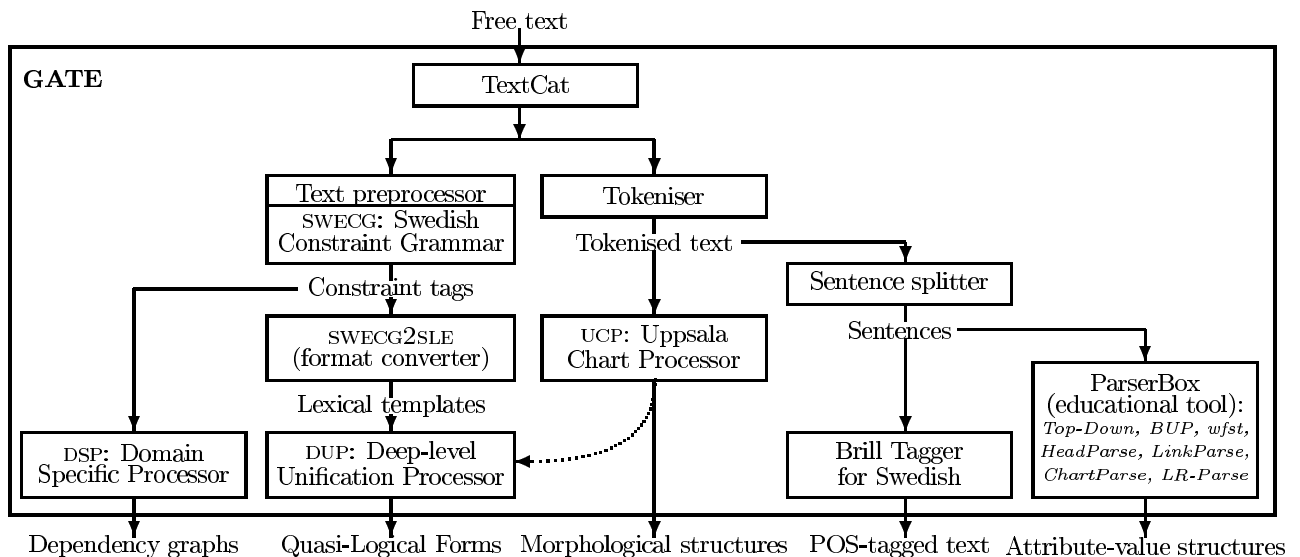 Free text
GATE
TextCat
Text preprocessor
SWECG: Swedish
Constraint Grammar
Tokeniser
Tokenised text
Sentence splitter
Constraint tags
SWECG2SLE
(format converter)
UCP: Uppsala
Chart Processor
Sentences
ParserBox
(educational tool):
Top-Down, BUP, wfst,
HeadParse, LinkParse,
ChartParse, LR-Parse
Lexical templates
DSP: Domain
Specific Processor
DUP: Deep-level
Unification Processor
Brill Tagger
for Swedish
Dependency graphs
Quasi-Logical Forms
Morphological structures
POS-tagged text
Attribute-value structures